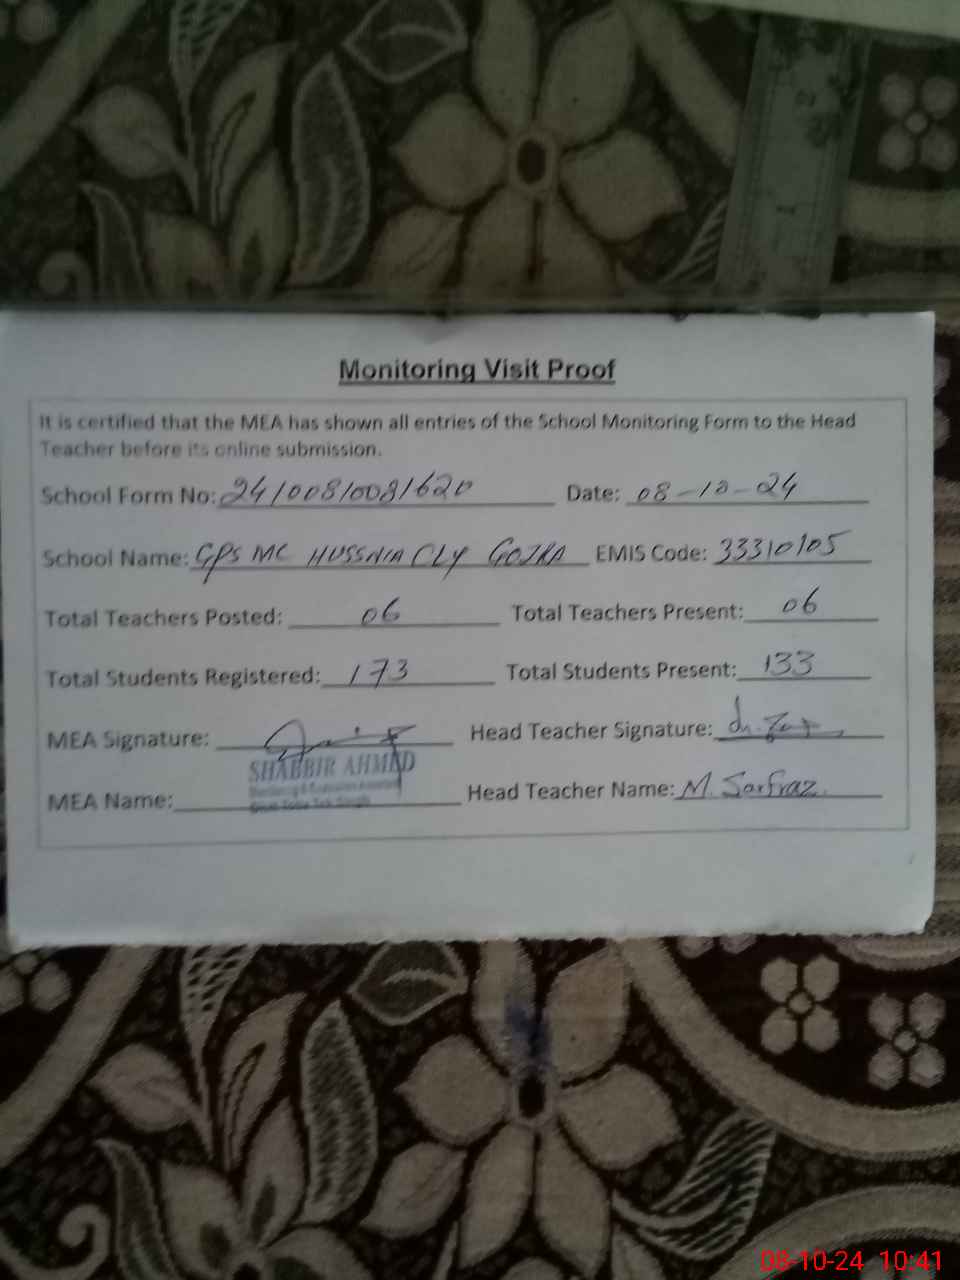 Monitoring Visit Proof
It is certified that the MEA has shown all entries of the School Monitoring Form to the Head
Teacher before its online submission.
School Form No: 24100810081620 Date: 08-10-24
School Name: GPS MC HUSSNIA CLY GOJRA EMIS Code: 33310105
Total Teachers Posted: 06 Total Teachers Present: 06
Total Students Registered: 173 Total Students Present: 133
MEA Signature: Head Teacher Signature:
SHABBIR AHMED
Monitoring & Evaluation Assistant
MEA Name: Head Teacher Name: M. Sarfraz.
08-10-24 10:41